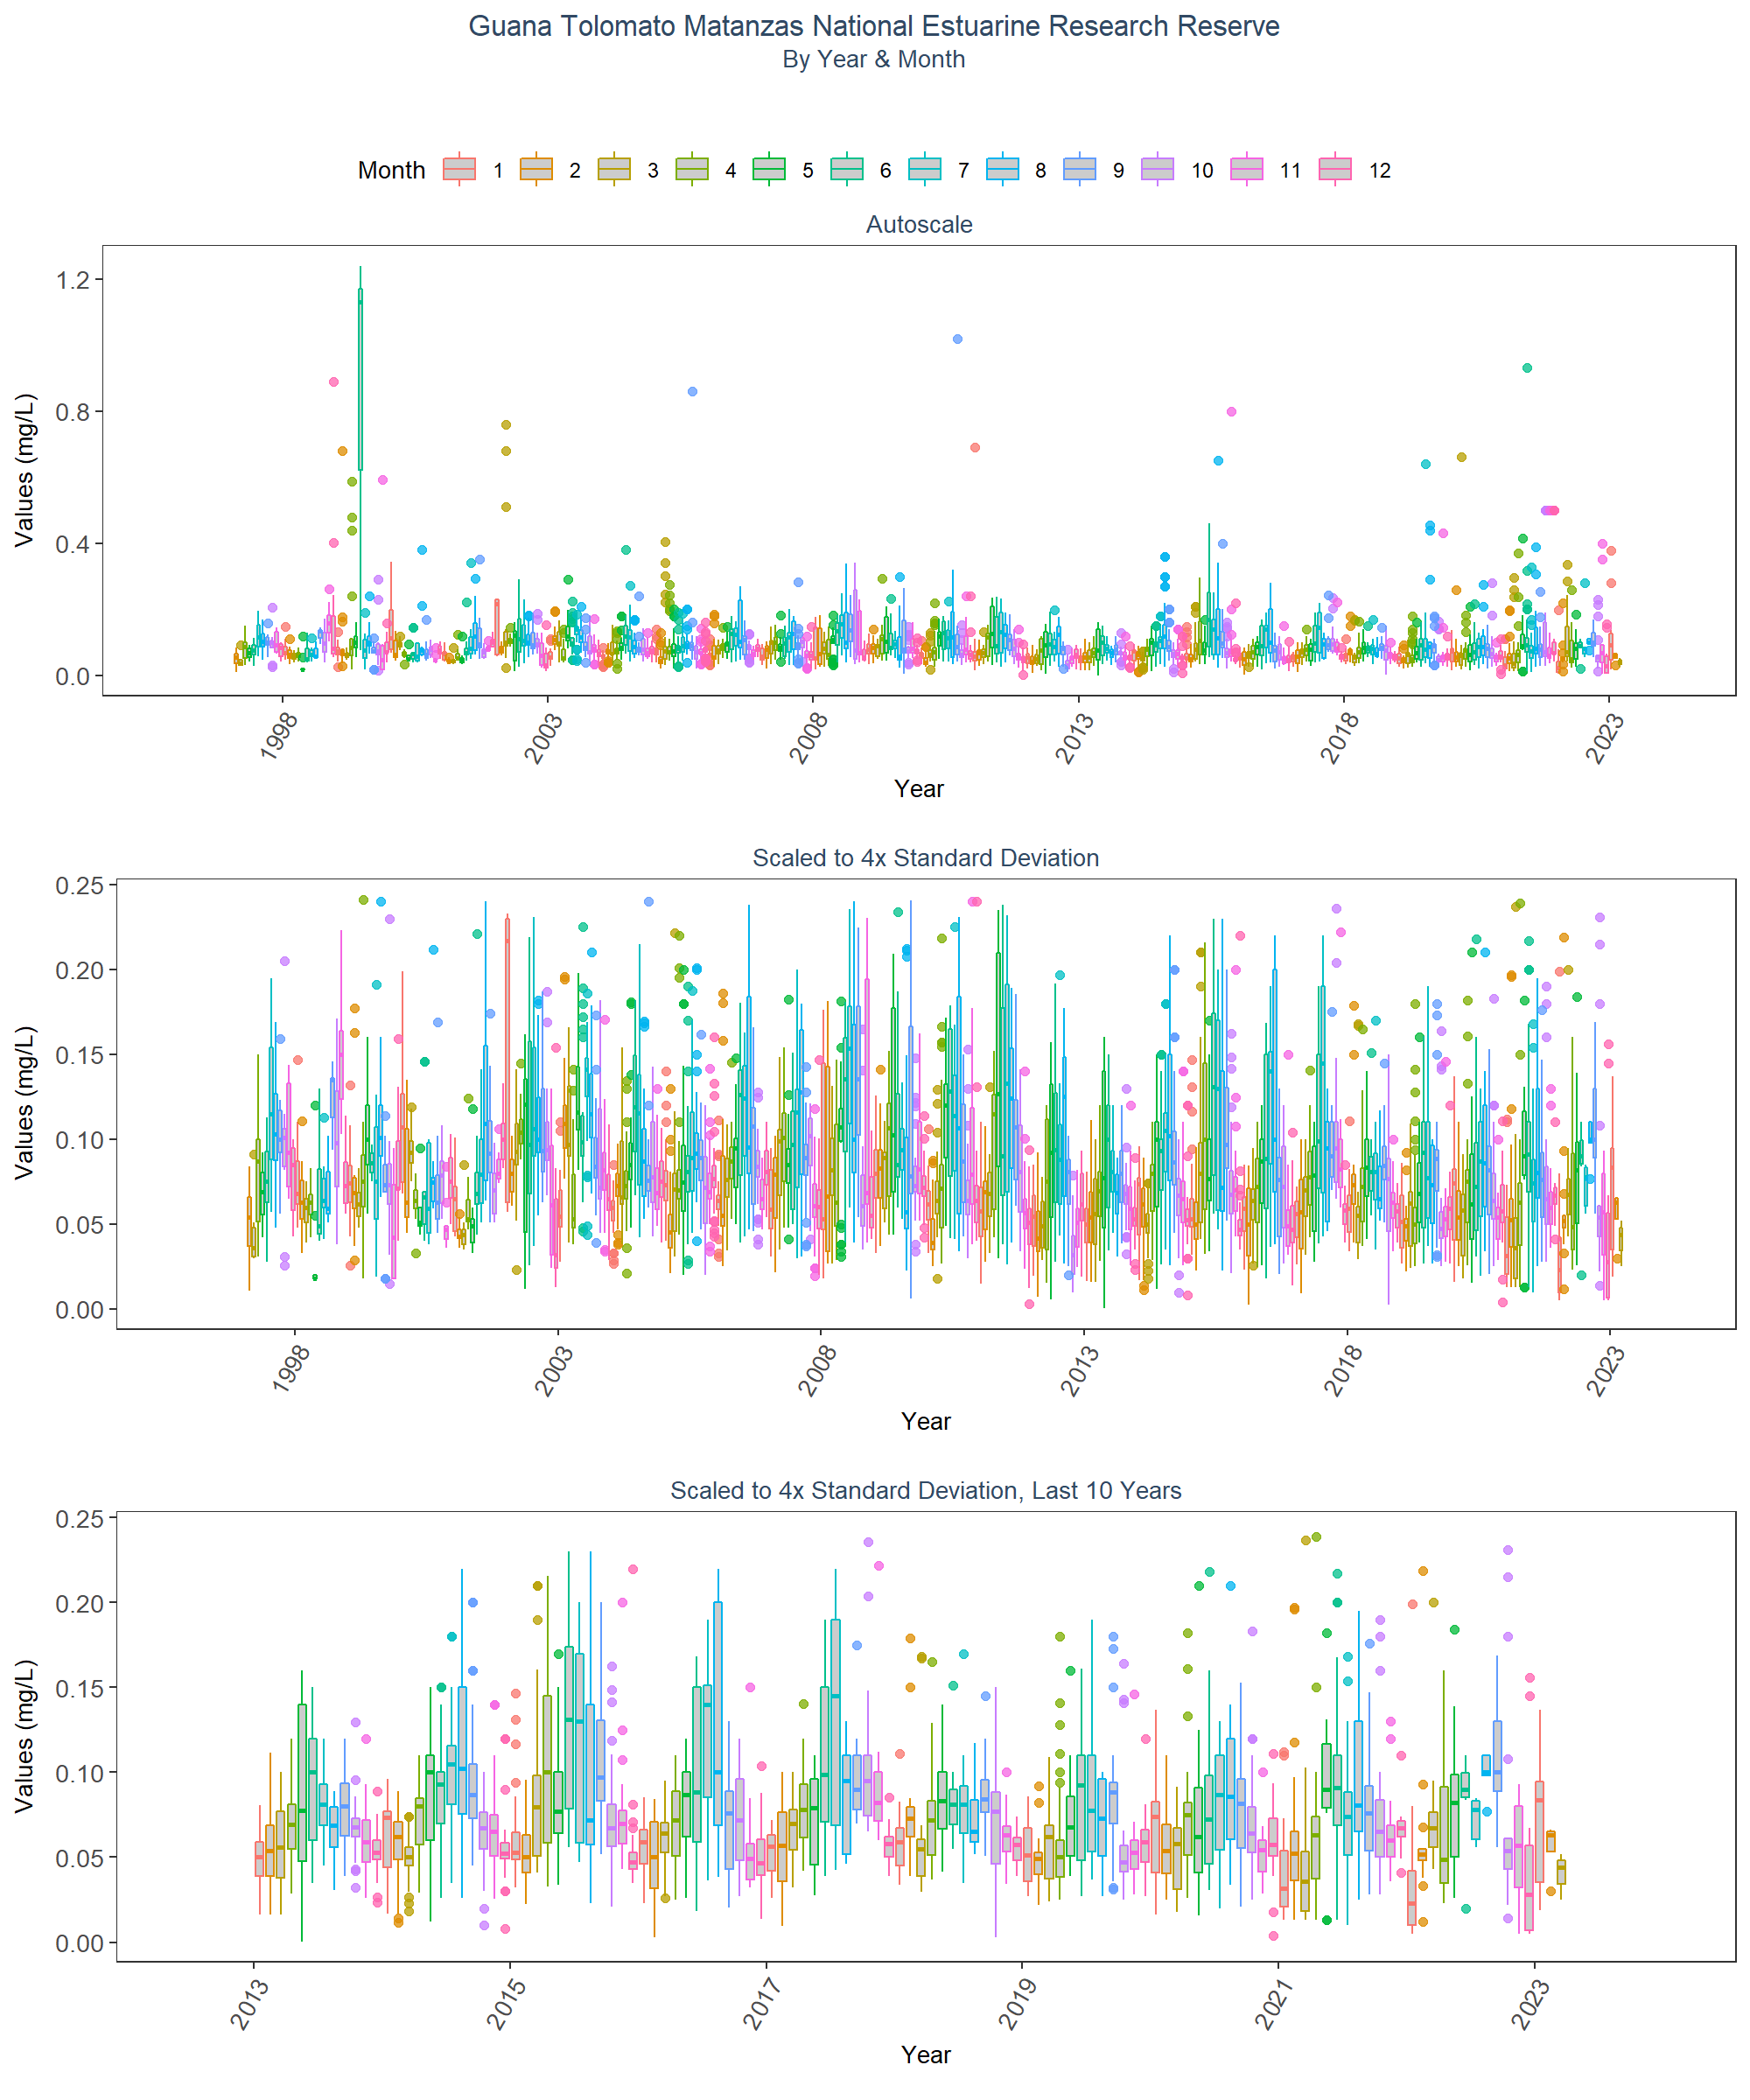 Guana Tolomato Matanzas National Estuarine Research Reserve
By Year & Month
Month 1 2 3 4 5 6 7 8 9 10 11 12
Autoscale
Values (mg/L)
1.2
0.8
0.4
0.0
1998 2003 2008 2013 2018 2023
Year
Scaled to 4x Standard Deviation
Values (mg/L)
0.25
0.20
0.15
0.10
0.05
0.00
1998 2003 2008 2013 2018 2023
Year
Scaled to 4x Standard Deviation, Last 10 Years
Values (mg/L)
0.25
0.20
0.15
0.10
0.05
0.00
2013 2015 2017 2019 2021 2023
Year